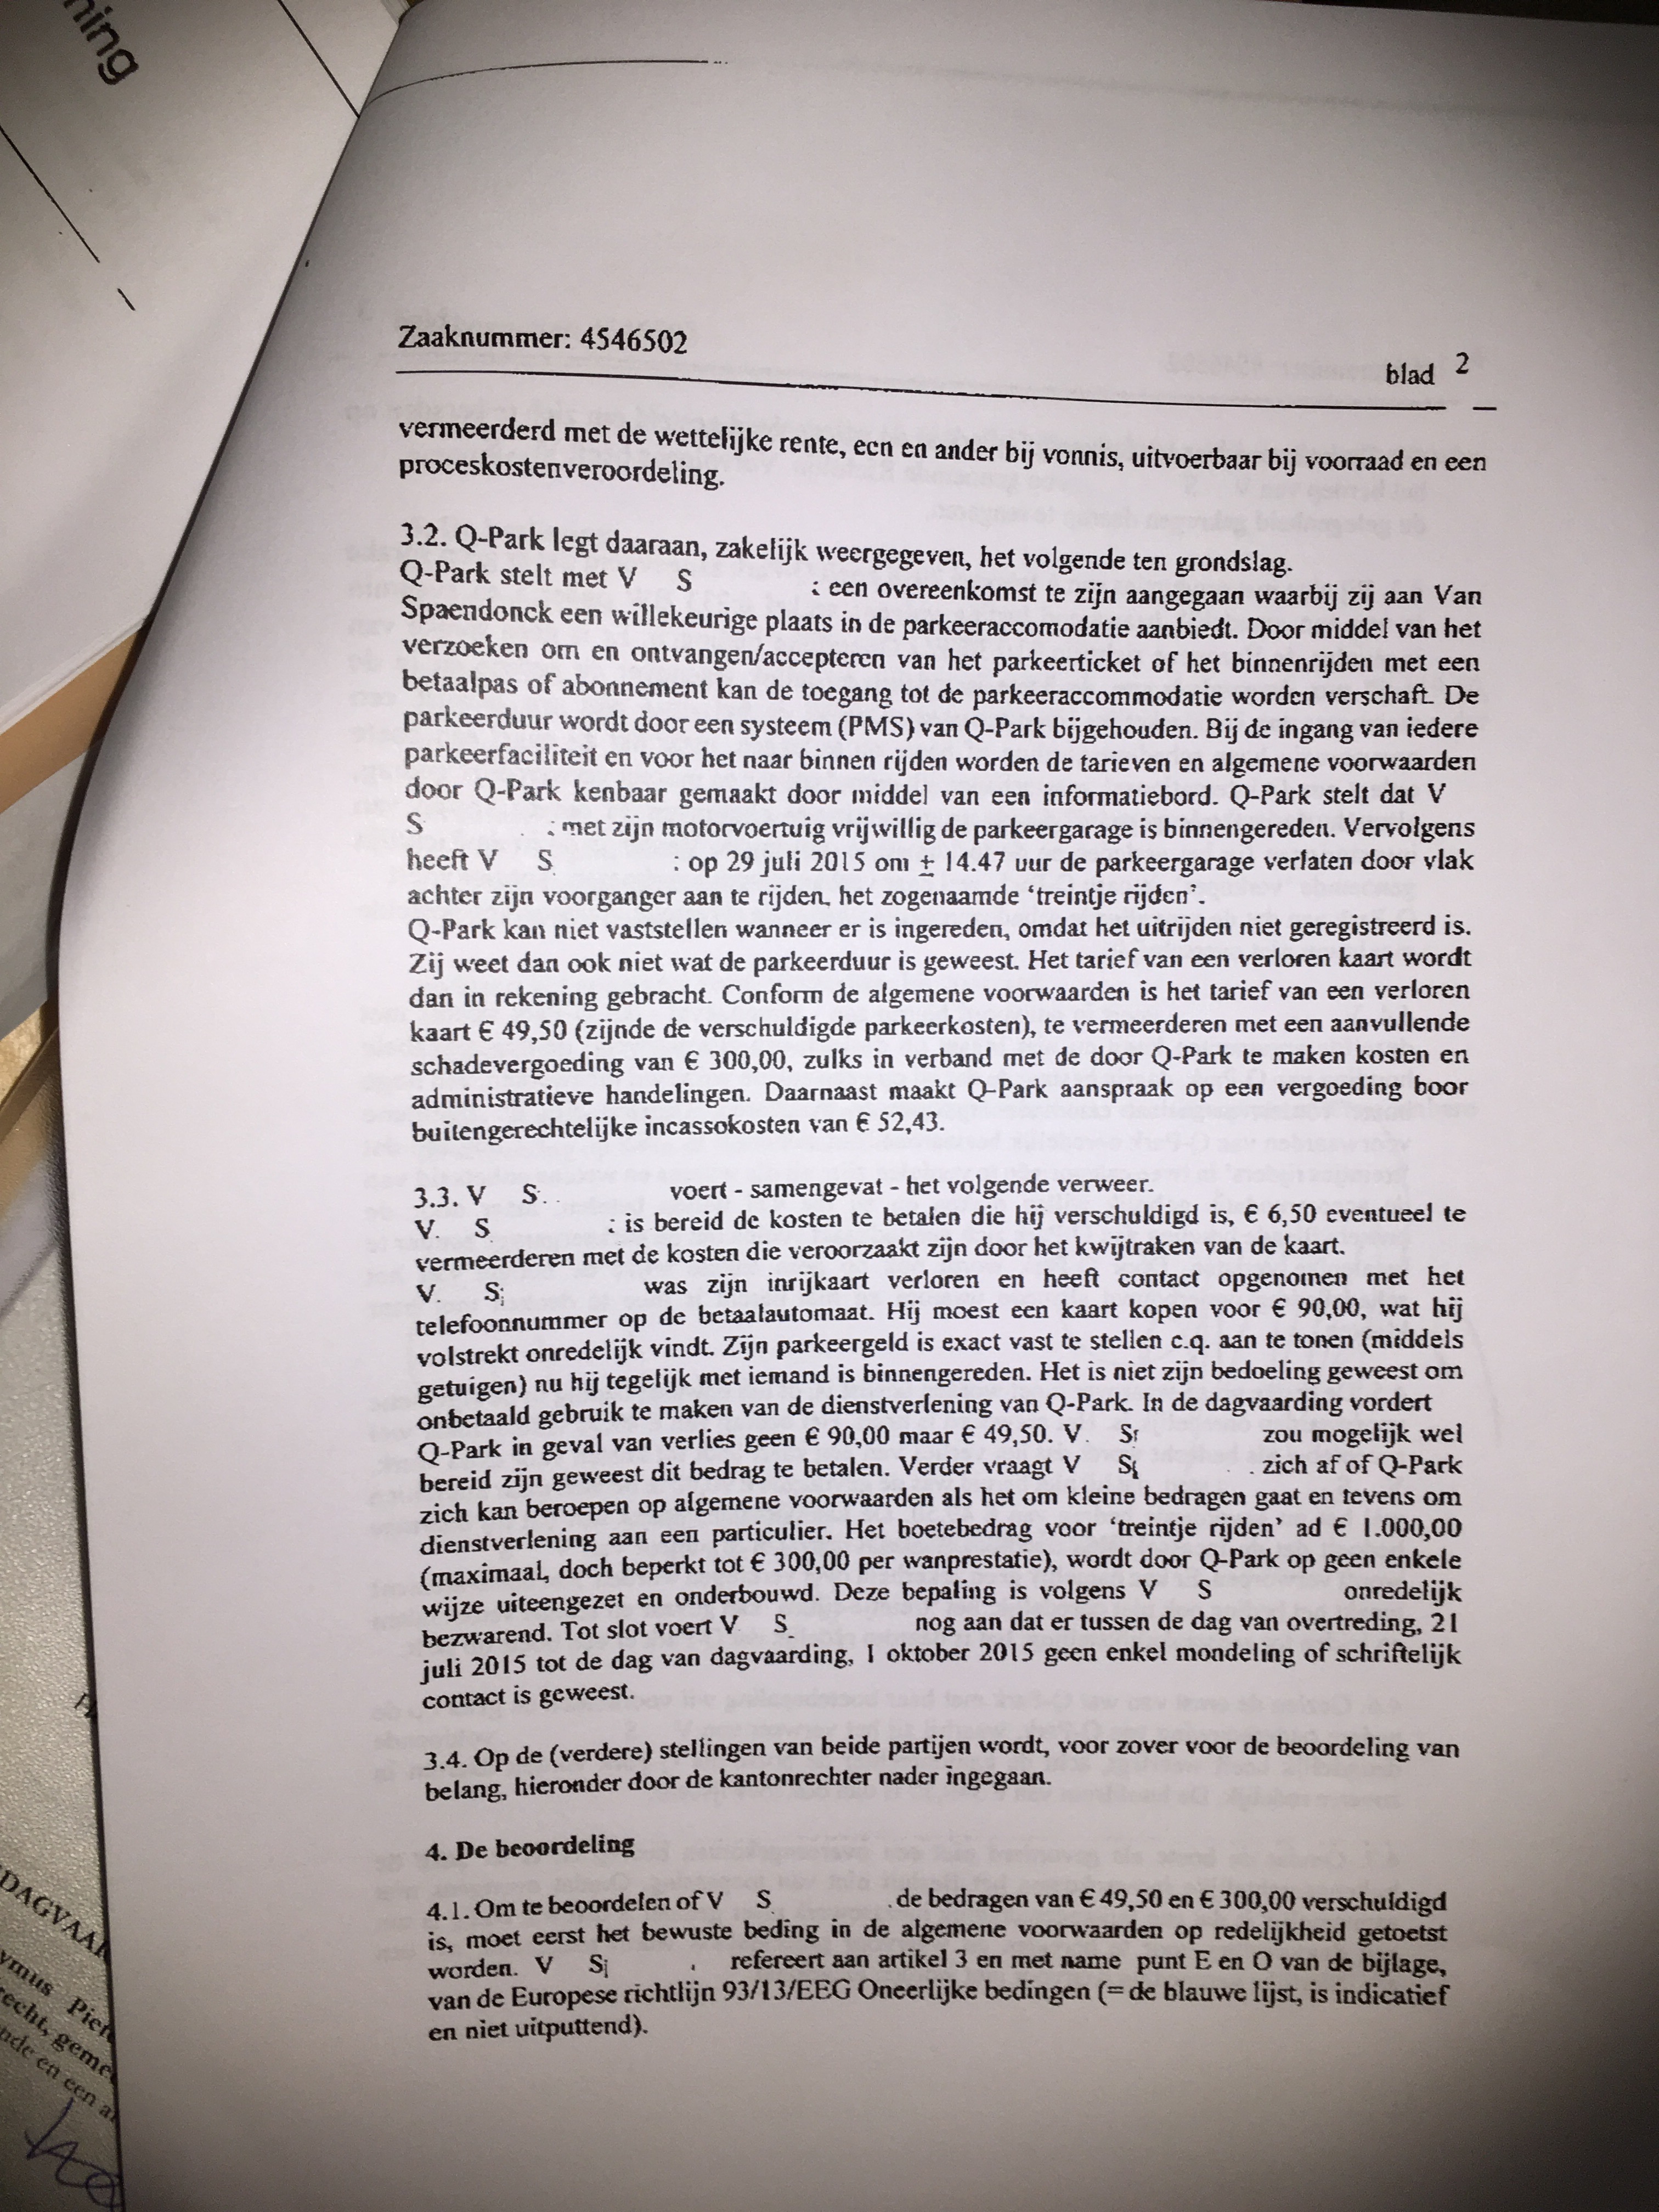 ning
Zaaknummer: 4546502
blad 2
vermeerderd met de wettelijke rente, een en ander bij vonnis, uitvoerbaar bij voorraad en een
proceskostenveroordeling.
3.2. Q-Park legt daaraan, zakelijk weergegeven, het volgende ten grondslag.
Q-Park stelt met V S : een overeenkomst te zijn aangegaan waarbij zij aan Van
Spaendonck een willekeurige plaats in de parkeeraccomodatie aanbiedt. Door middel van het
verzoeken om en ontvangen/accepteren van het parkeerticket of het binnenrijden met een
betaalpas of abonnement kan de toegang tot de parkeeraccommodatie worden verschaft. De
parkeerduur wordt door een systeem (PMS) van Q-Park bijgehouden. Bij de ingang van iedere
parkeerfaciliteit en voor het naar binnen rijden worden de tarieven en algemene voorwaarden
door Q-Park kenbaar gemaakt door middel van een informatiebord. Q-Park stelt dat V
S : met zijn motorvoertuig vrijwillig de parkeergarage is binnengereden. Vervolgens
heeft V S : op 29 juli 2015 om ± 14.47 uur de parkeergarage verlaten door vlak
achter zijn voorganger aan te rijden, het zogenaamde ‘treintje rijden’.
Q-Park kan niet vaststellen wanneer er is ingereden, omdat het uitrijden niet geregistreerd is.
Zij weet dan ook niet wat de parkeerduur is geweest. Het tarief van een verloren kaart wordt
dan in rekening gebracht. Conform de algemene voorwaarden is het tarief van een verloren
kaart € 49,50 (zijnde de verschuldigde parkeerkosten), te vermeerderen met een aanvullende
schadevergoeding van € 300,00, zulks in verband met de door Q-Park te maken kosten en
administratieve handelingen. Daarnaast maakt Q-Park aanspraak op een vergoeding boor
buitengerechtelijke incassokosten van € 52,43.
3.3. V S voert - samengevat - het volgende verweer.
V. S : is bereid de kosten te betalen die hij verschuldigd is, € 6,50 eventueel te
vermeerderen met de kosten die veroorzaakt zijn door het kwijtraken van de kaart.
V. S was zijn inrijkaart verloren en heeft contact opgenomen met het
telefoonnummer op de betaalautomaat. Hij moest een kaart kopen voor € 90,00, wat hij
volstrekt onredelijk vindt. Zijn parkeergeld is exact vast te stellen c.q. aan te tonen (middels
getuigen) nu hij tegelijk met iemand is binnengereden. Het is niet zijn bedoeling geweest om
onbetaald gebruik te maken van de dienstverlening van Q-Park. In de dagvaarding vordert
Q-Park in geval van verlies geen € 90,00 maar € 49,50. V. S zou mogelijk wel
bereid zijn geweest dit bedrag te betalen. Verder vraagt V S zich af of Q-Park
zich kan beroepen op algemene voorwaarden als het om kleine bedragen gaat en tevens om
dienstverlening aan een particulier. Het boetebedrag voor ‘treintje rijden’ ad € 1.000,00
(maximaal, doch beperkt tot € 300,00 per wanprestatie), wordt door Q-Park op geen enkele
wijze uiteengezet en onderbouwd. Deze bepaling is volgens V S onredelijk
bezwarend. Tot slot voert V S nog aan dat er tussen de dag van overtreding, 21
juli 2015 tot de dag van dagvaarding, 1 oktober 2015 geen enkel mondeling of schriftelijk
contact is geweest.
3.4. Op de (verdere) stellingen van beide partijen wordt, voor zover voor de beoordeling van
belang, hieronder door de kantonrechter nader ingegaan.
4. De beoordeling
4.1. Om te beoordelen of V S de bedragen van € 49,50 en € 300,00 verschuldigd
is, moet eerst het bewuste beding in de algemene voorwaarden op redelijkheid getoetst
worden. V S refereert aan artikel 3 en met name punt E en O van de bijlage,
van de Europese richtlijn 93/13/EEG Oneerlijke bedingen (= de blauwe lijst, is indicatief
en niet uitputtend).
DAGVAA
ymus Piet
echt, geme
nde en een a